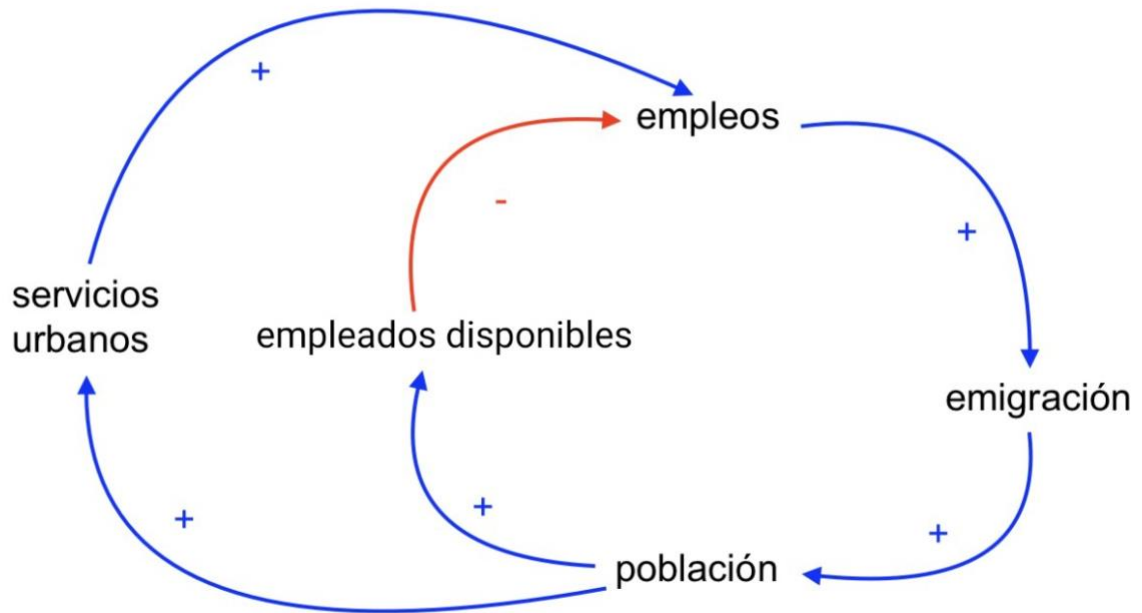 +
empleos
-
+
servicios
urbanos
empleados disponibles
emigración
+
+
+
población